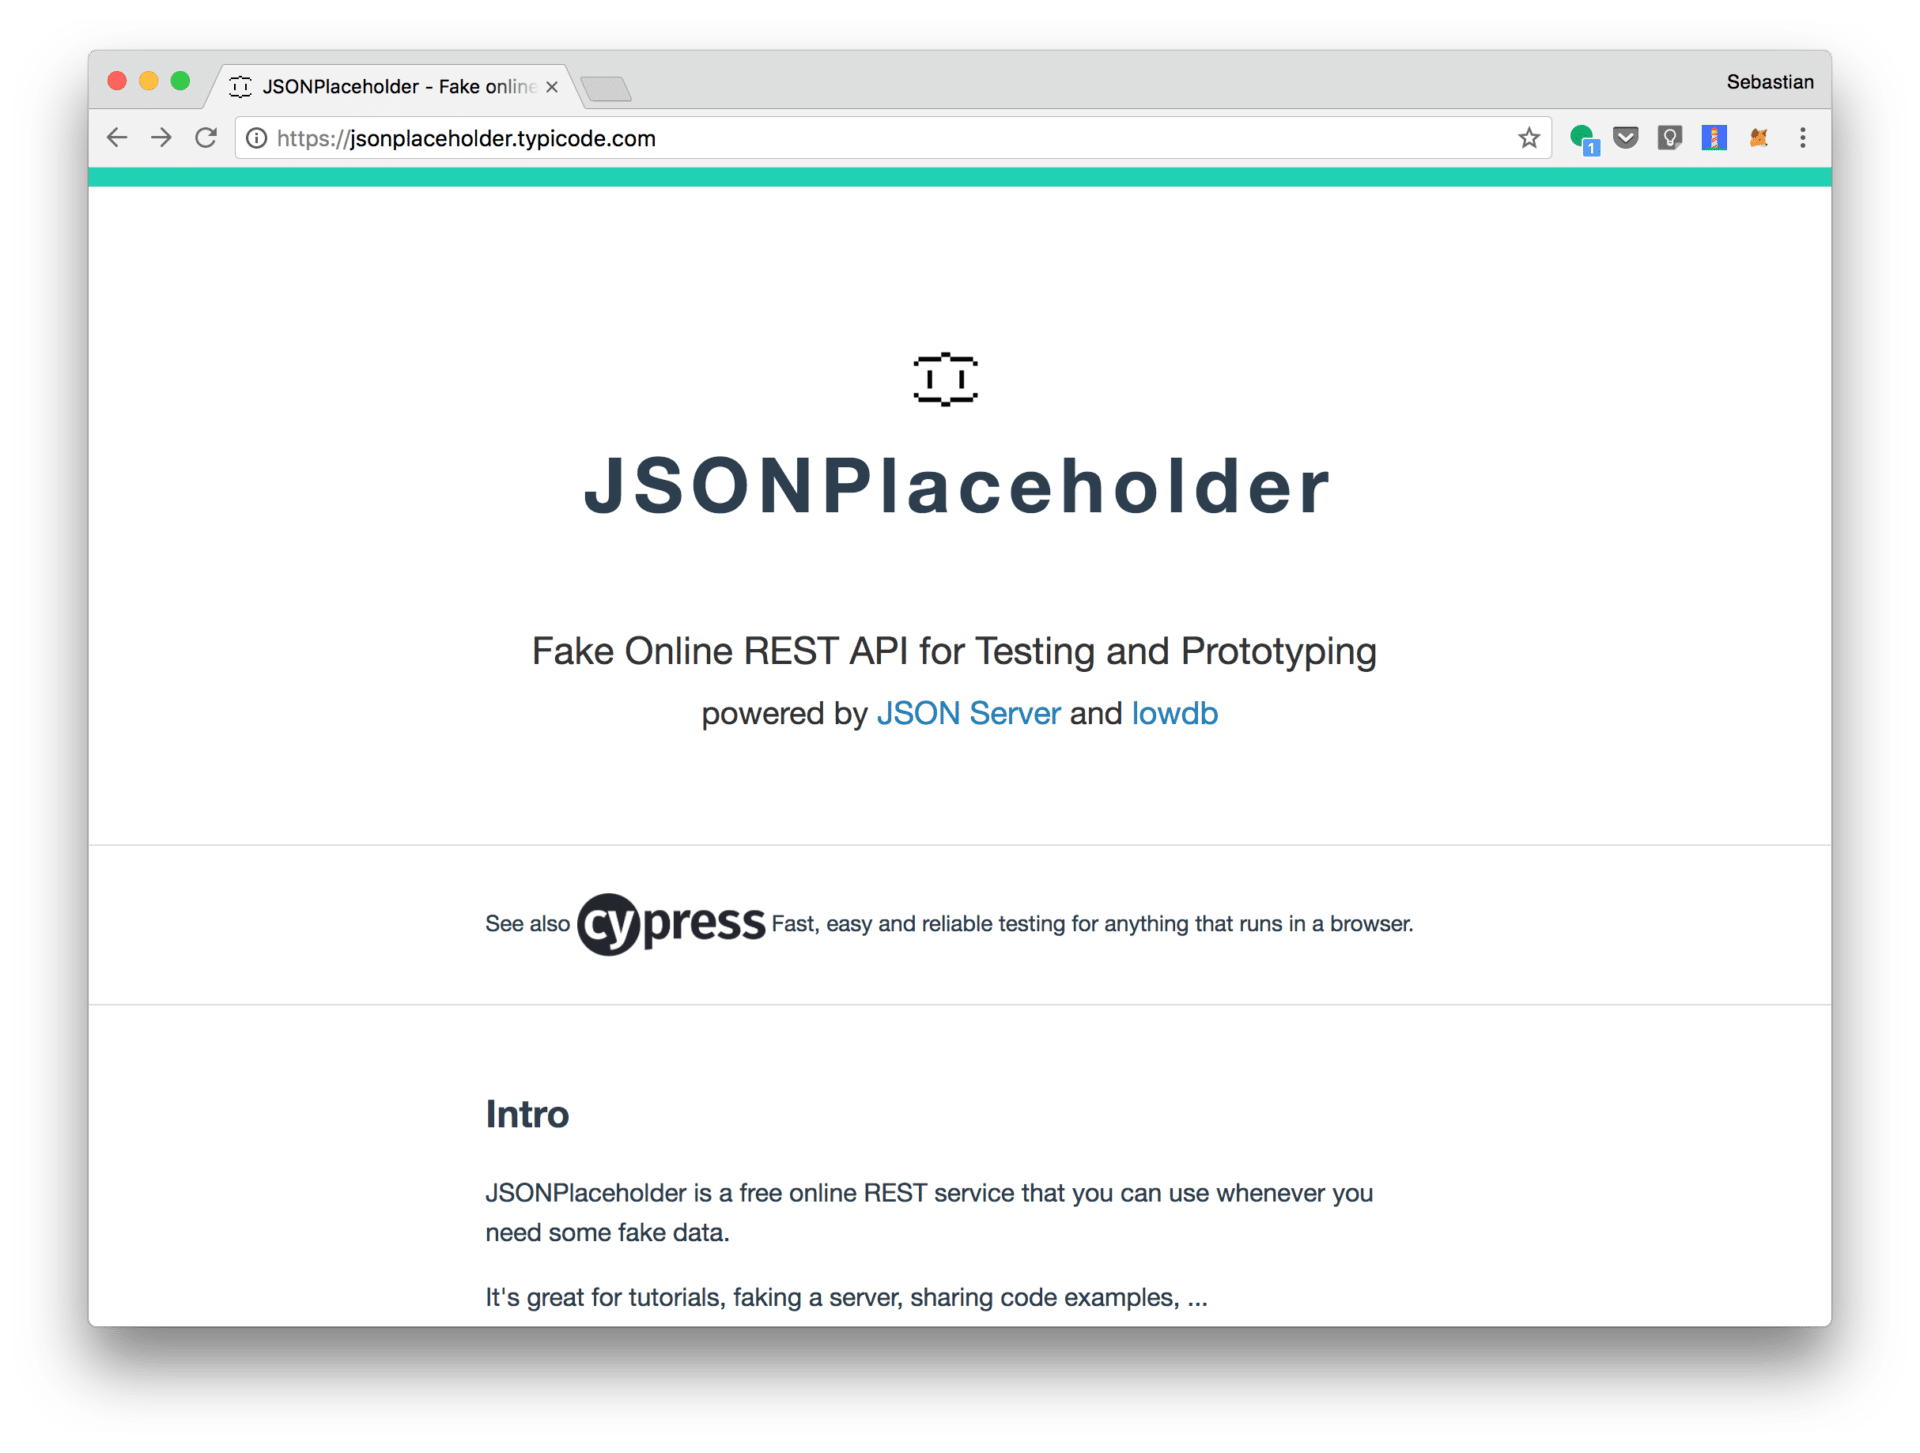 JSONPlaceholder - Fake online
Sebastian
https://jsonplaceholder.typicode.com
1
JSONPlaceholder
Fake Online REST API for Testing and Prototyping
powered by JSON Server and lowdb
See also cypress Fast, easy and reliable testing for anything that runs in a browser.
Intro
JSONPlaceholder is a free online REST service that you can use whenever you
need some fake data.
It's great for tutorials, faking a server, sharing code examples, ...